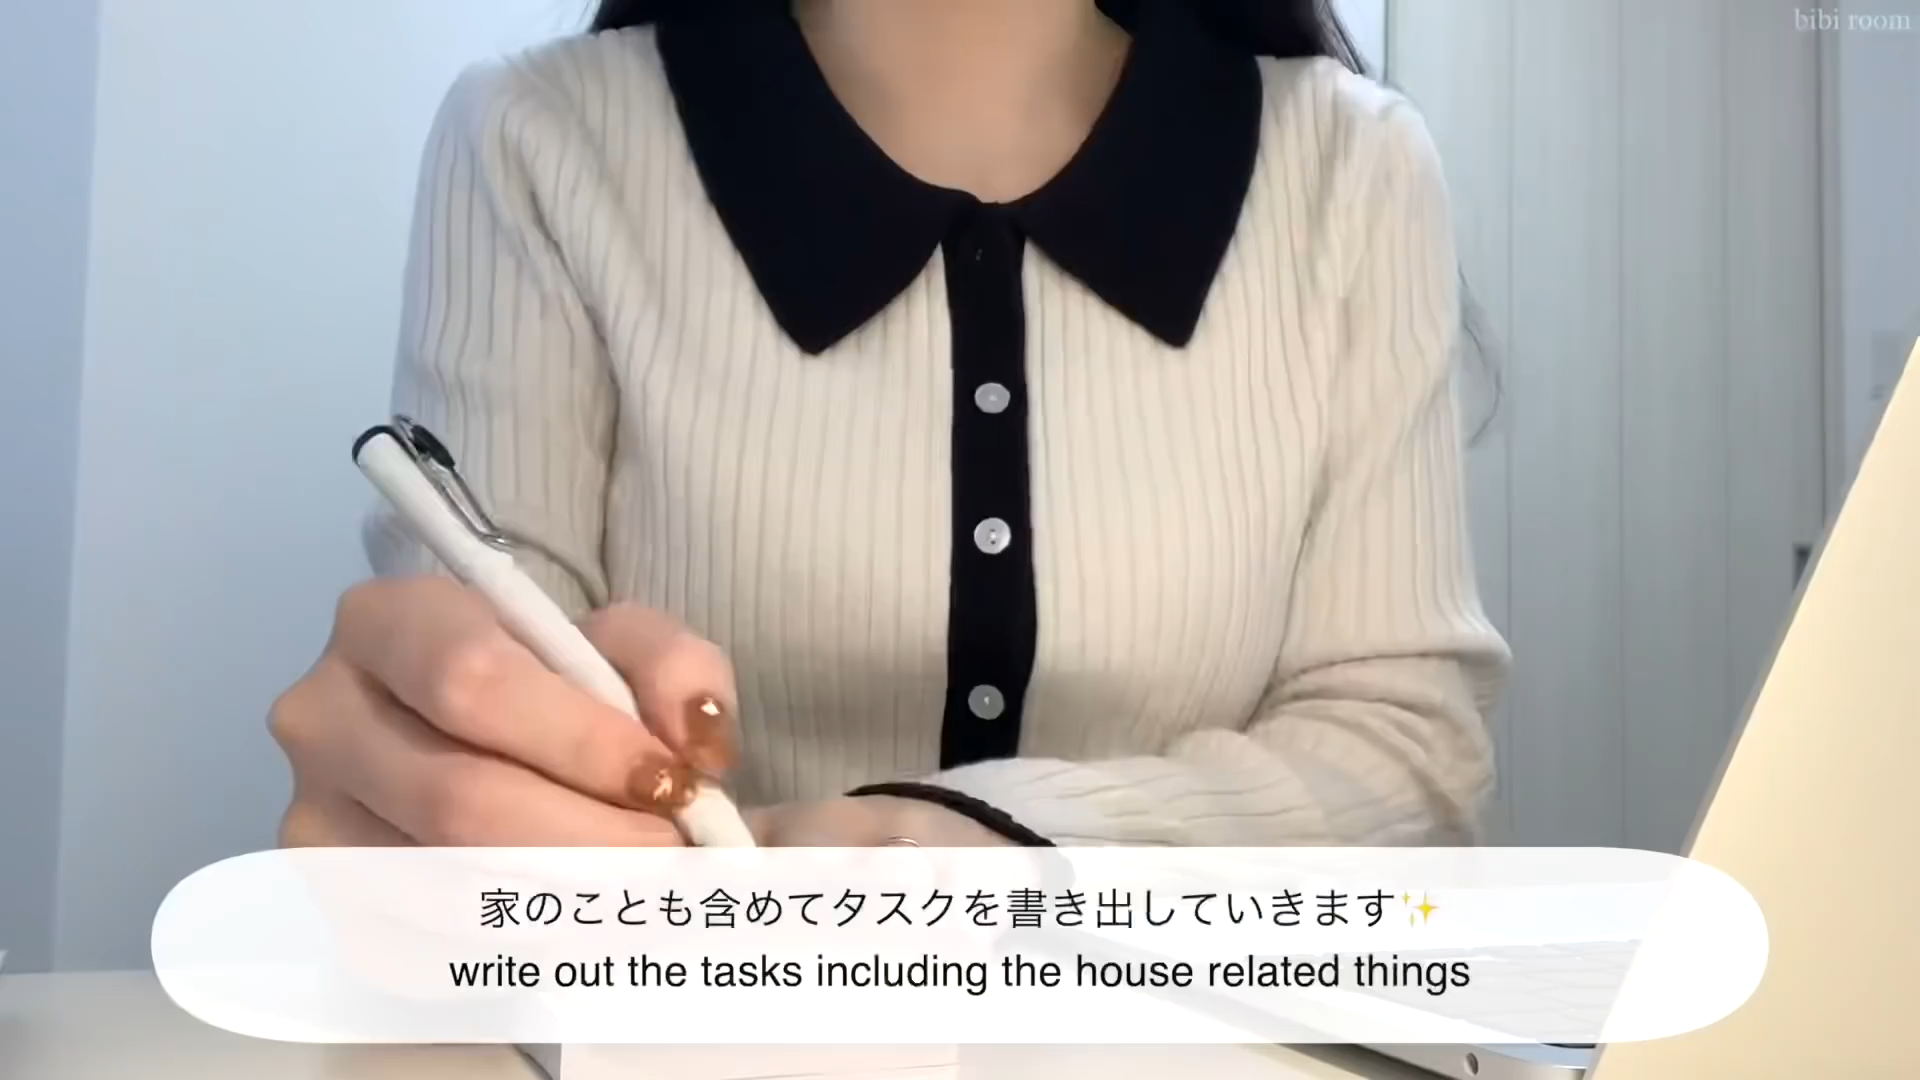 bibi room
家のことも含めてタスクを書き出していきます✨
write out the tasks including the house related things